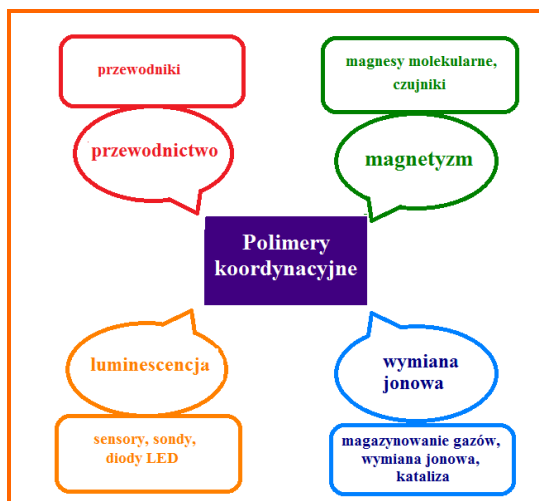 przewodniki
magnesy molekularne,
czujniki
przewodnictwo
magnetyzm
Polimery
koordynacyjne
luminescencja
wymiana
jonowa
sensory, sondy,
diody LED
magazynowanie gazów,
wymiana jonowa,
kataliza